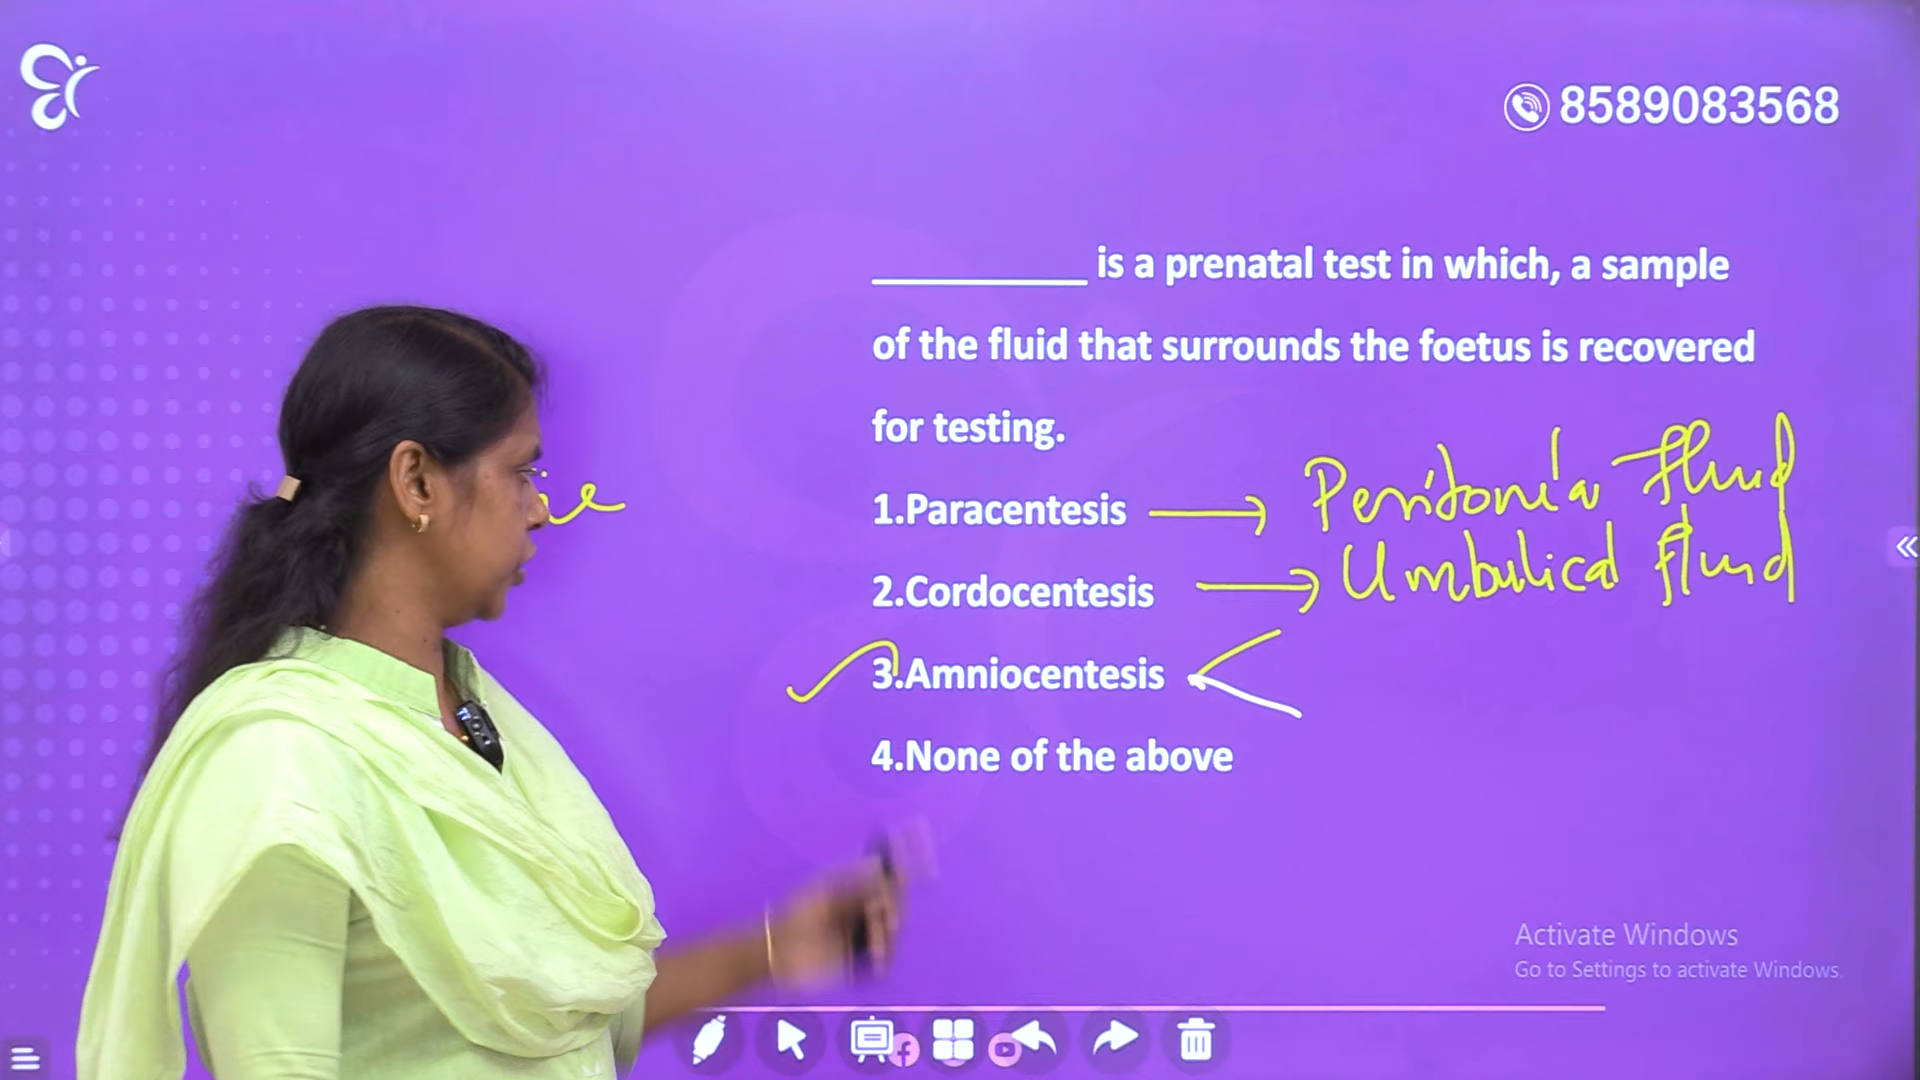 8589083568
__________ is a prenatal test in which, a sample
of the fluid that surrounds the foetus is recovered
for testing.
1.Paracentesis → Peritonia fluid
2.Cordocentesis → Umbulical fluid
3.Amniocentesis
4.None of the above
Activate Windows
Go to Settings to activate Windows.